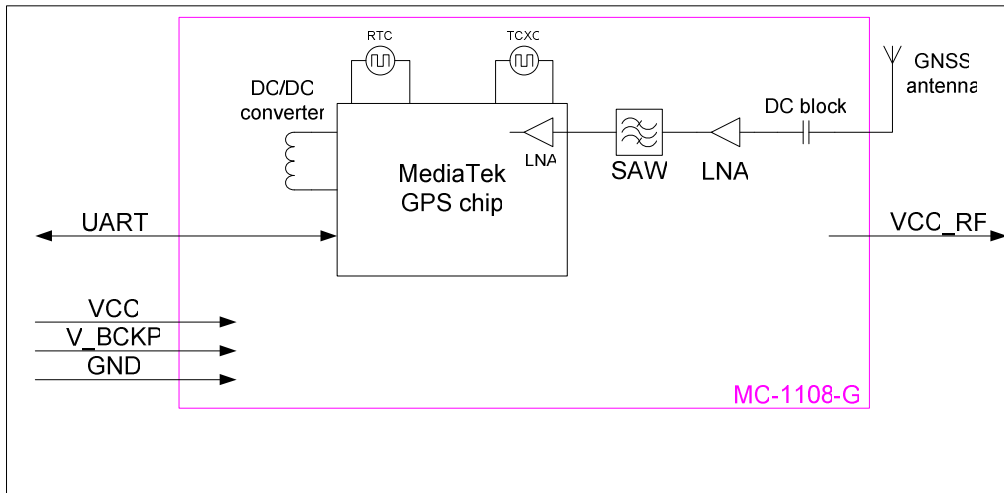 RTC
TCXO
DC/DC
converter
GNSS
antenna
DC block
LNA
SAW
LNA
MediaTek
GPS chip
UART
VCC_RF
VCC
V_BCKP
GND
MC-1108-G